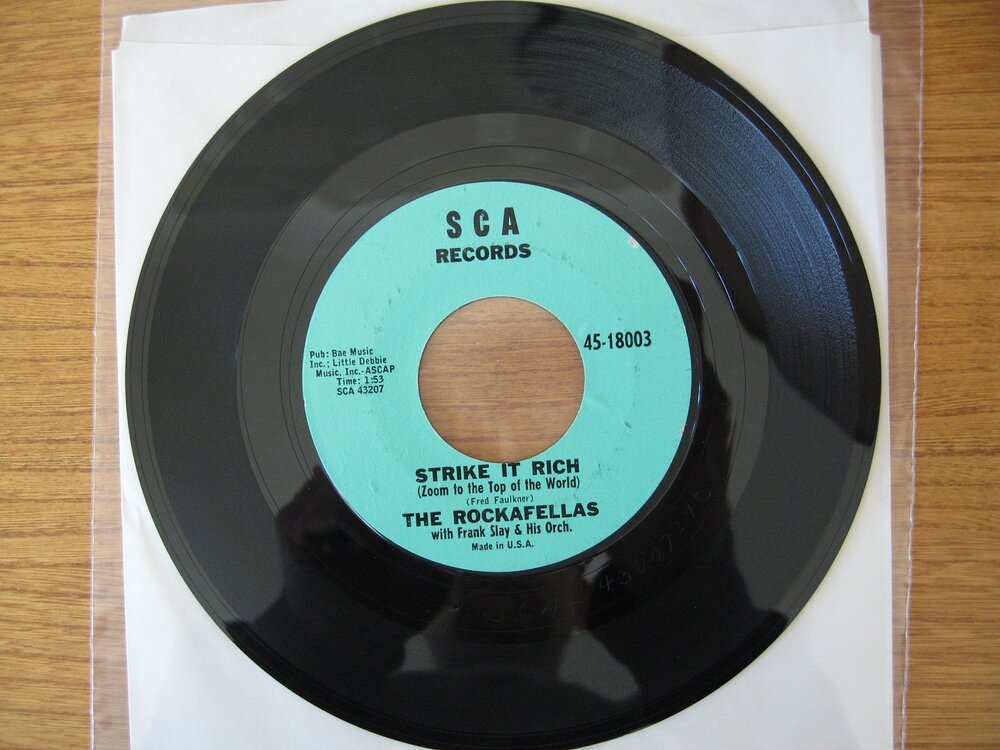 S C A
RECORDS
45-18003
Pub: Bae Music
Inc.; Little Debbie
Music, Inc.-ASCAP
Time: 1:53
SCA 43207
STRIKE IT RICH
(Zoom to the Top of the World)
(Fred Faulkner)
THE ROCKAFELLAS
with Frank Slay & His Orch.
Made in U.S.A.
SCA 43207